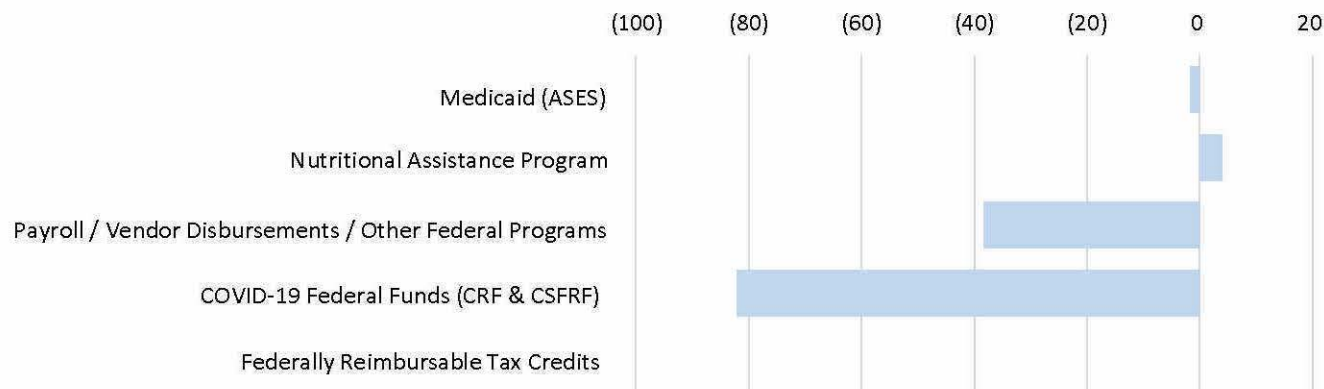 (100) (80) (60) (40) (20) 0 20
Medicaid (ASES)
Nutritional Assistance Program
Payroll / Vendor Disbursements / Other Federal Programs
COVID-19 Federal Funds (CRF & CSFRF)
Federally Reimbursable Tax Credits